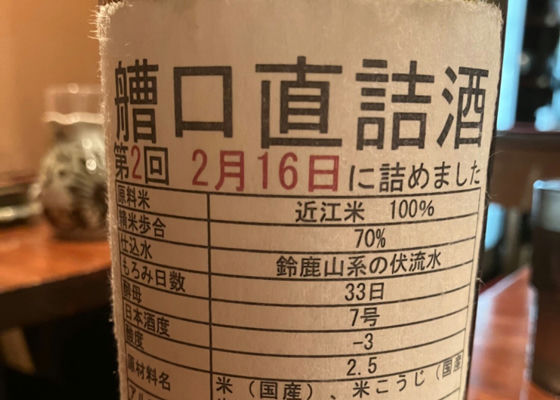 艚口直詰酒
第2回 2月16日に詰めました
原料米 近江米 100%
精米歩合 70%
仕込水 鈴鹿山系の伏流水
もろみ日数 33日
酵母 7号
日本酒度 -3
酸度 2.5
原材料名 米(国産)、米こうじ(国産